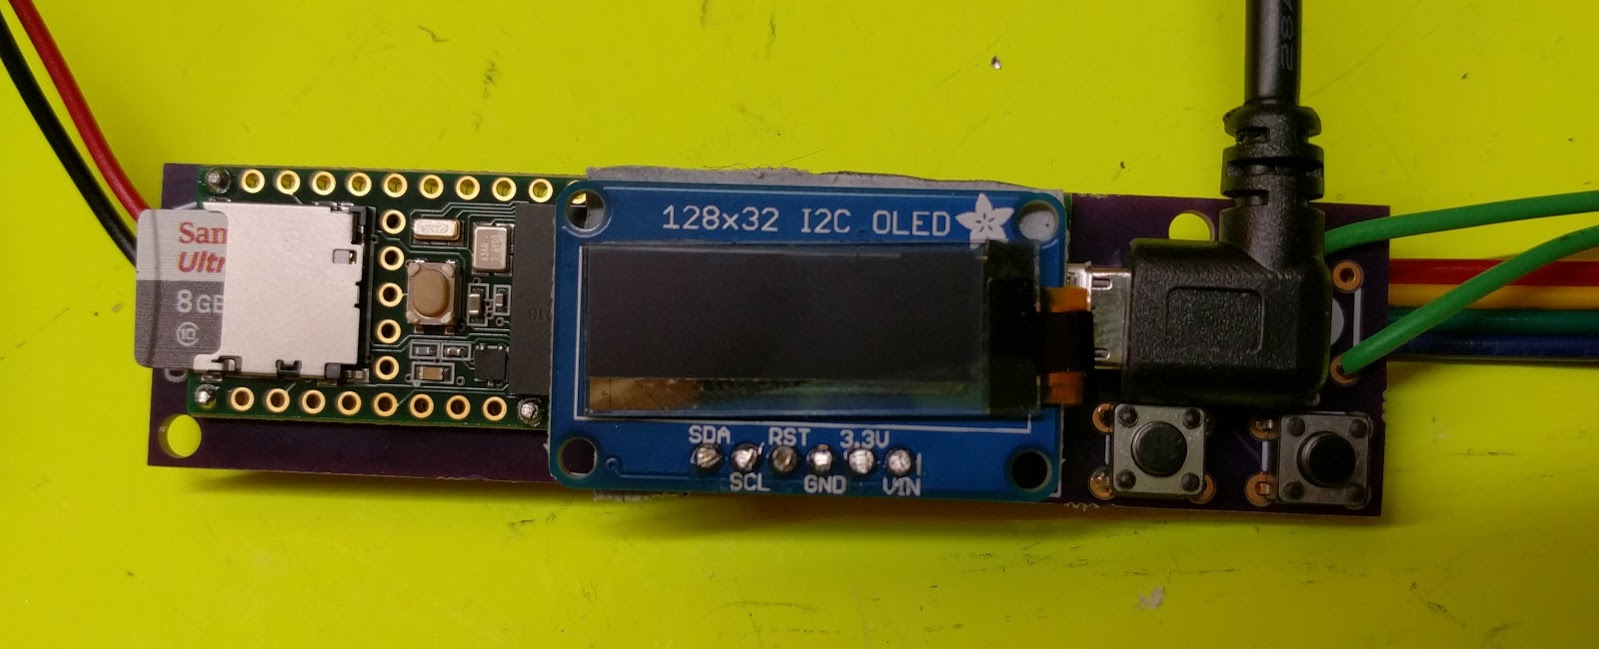 San
Ultr
8GB
10
128x32 I2C OLED
SDA RST 3.3V
SCL GND VIN